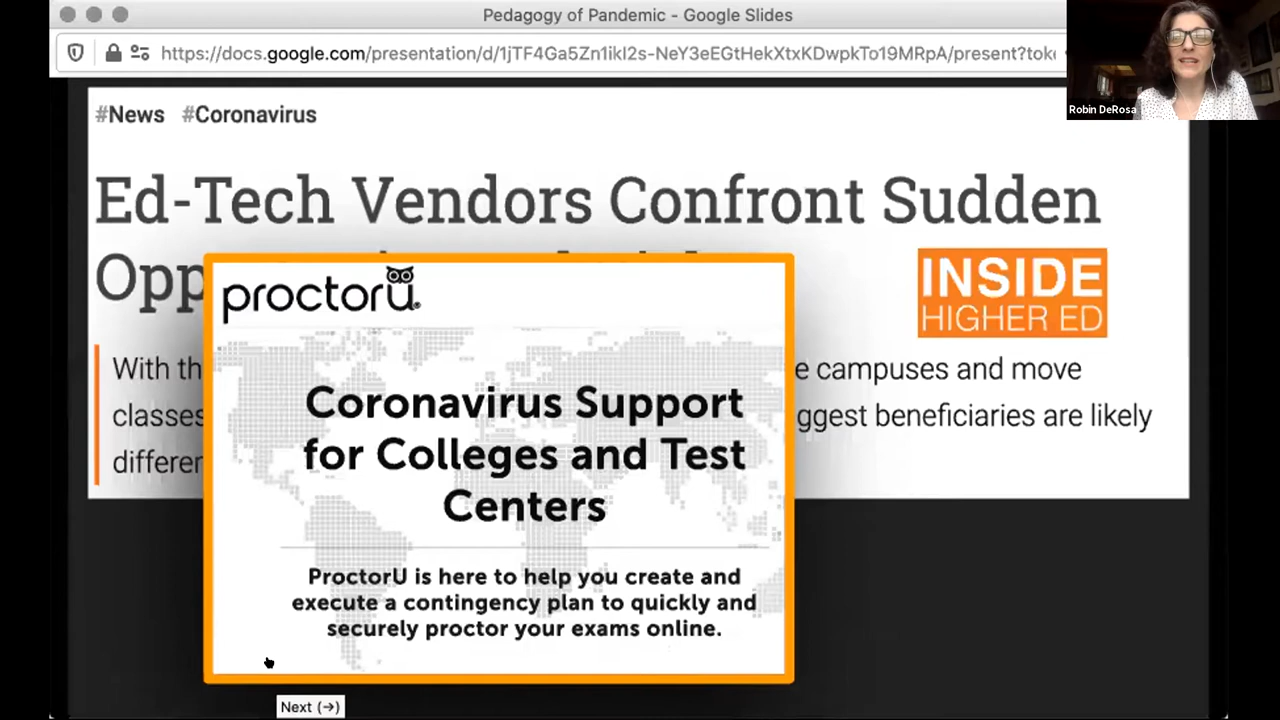 Pedagogy of Pandemic - Google Slides
https://docs.google.com/presentation/d/1jTF4Ga5Zn1ikI2s-NeY3eEGtHekXtxKDwpkTo19MRpA/present?toke
Robin DeRosa
#News #Coronavirus
Ed-Tech Vendors Confront Sudden
Opp
INSIDE
HIGHER ED
With th
e campuses and move
classes
ggest beneficiaries are likely
differen
proctorU
Coronavirus Support
for Colleges and Test
Centers
ProctorU is here to help you create and
execute a contingency plan to quickly and
securely proctor your exams online.
Next (→)